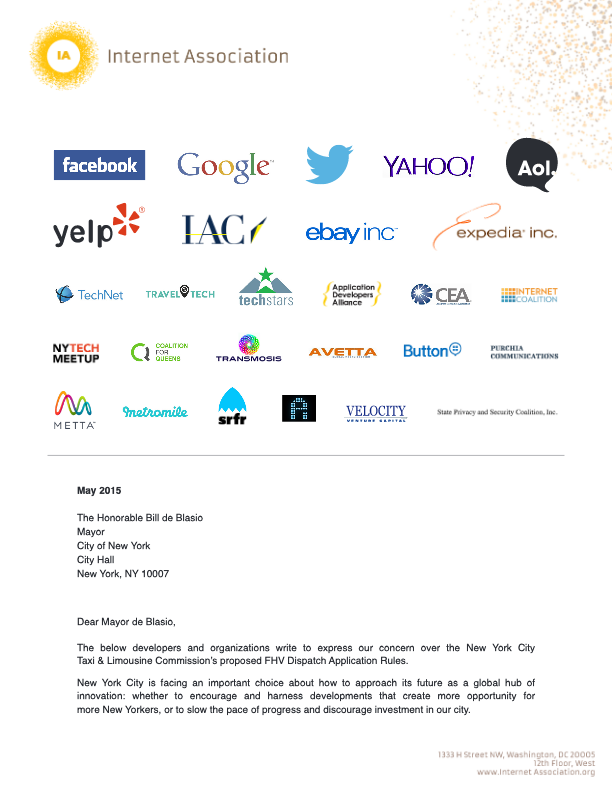 IA Internet Association
facebook Google™ YAHOO! Aol.
yelp® IAC ebay inc™ expedia® inc.
TechNet TRAVEL TECH techstars Application Developers Alliance CEA INTERNET COALITION
NY TECH MEETUP COALITION FOR QUEENS TRANSMOSIS AVETTA Button PURCHIA COMMUNICATIONS
METTA™ metromile srfr A VELOCITY VENTURE CAPITAL State Privacy and Security Coalition, Inc.
May 2015
The Honorable Bill de Blasio
Mayor
City of New York
City Hall
New York, NY 10007
Dear Mayor de Blasio,
The below developers and organizations write to express our concern over the New York City
Taxi & Limousine Commission's proposed FHV Dispatch Application Rules.
New York City is facing an important choice about how to approach its future as a global hub of
innovation: whether to encourage and harness developments that create more opportunity for
more New Yorkers, or to slow the pace of progress and discourage investment in our city.
1333 H Street NW, Washington, DC 20005
12th Floor, West
www.Internet Association.org